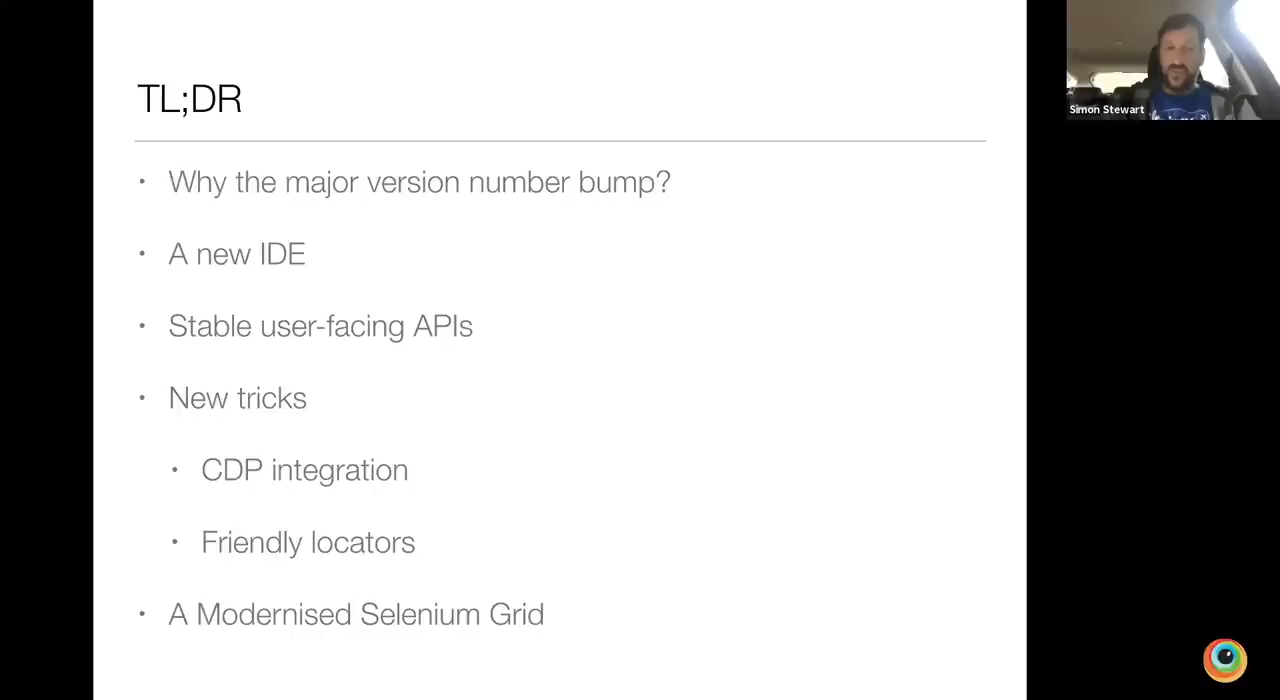 TL;DR
• Why the major version number bump?
• A new IDE
• Stable user-facing APIs
• New tricks
• CDP integration
• Friendly locators
• A Modernised Selenium Grid
Simon Stewart